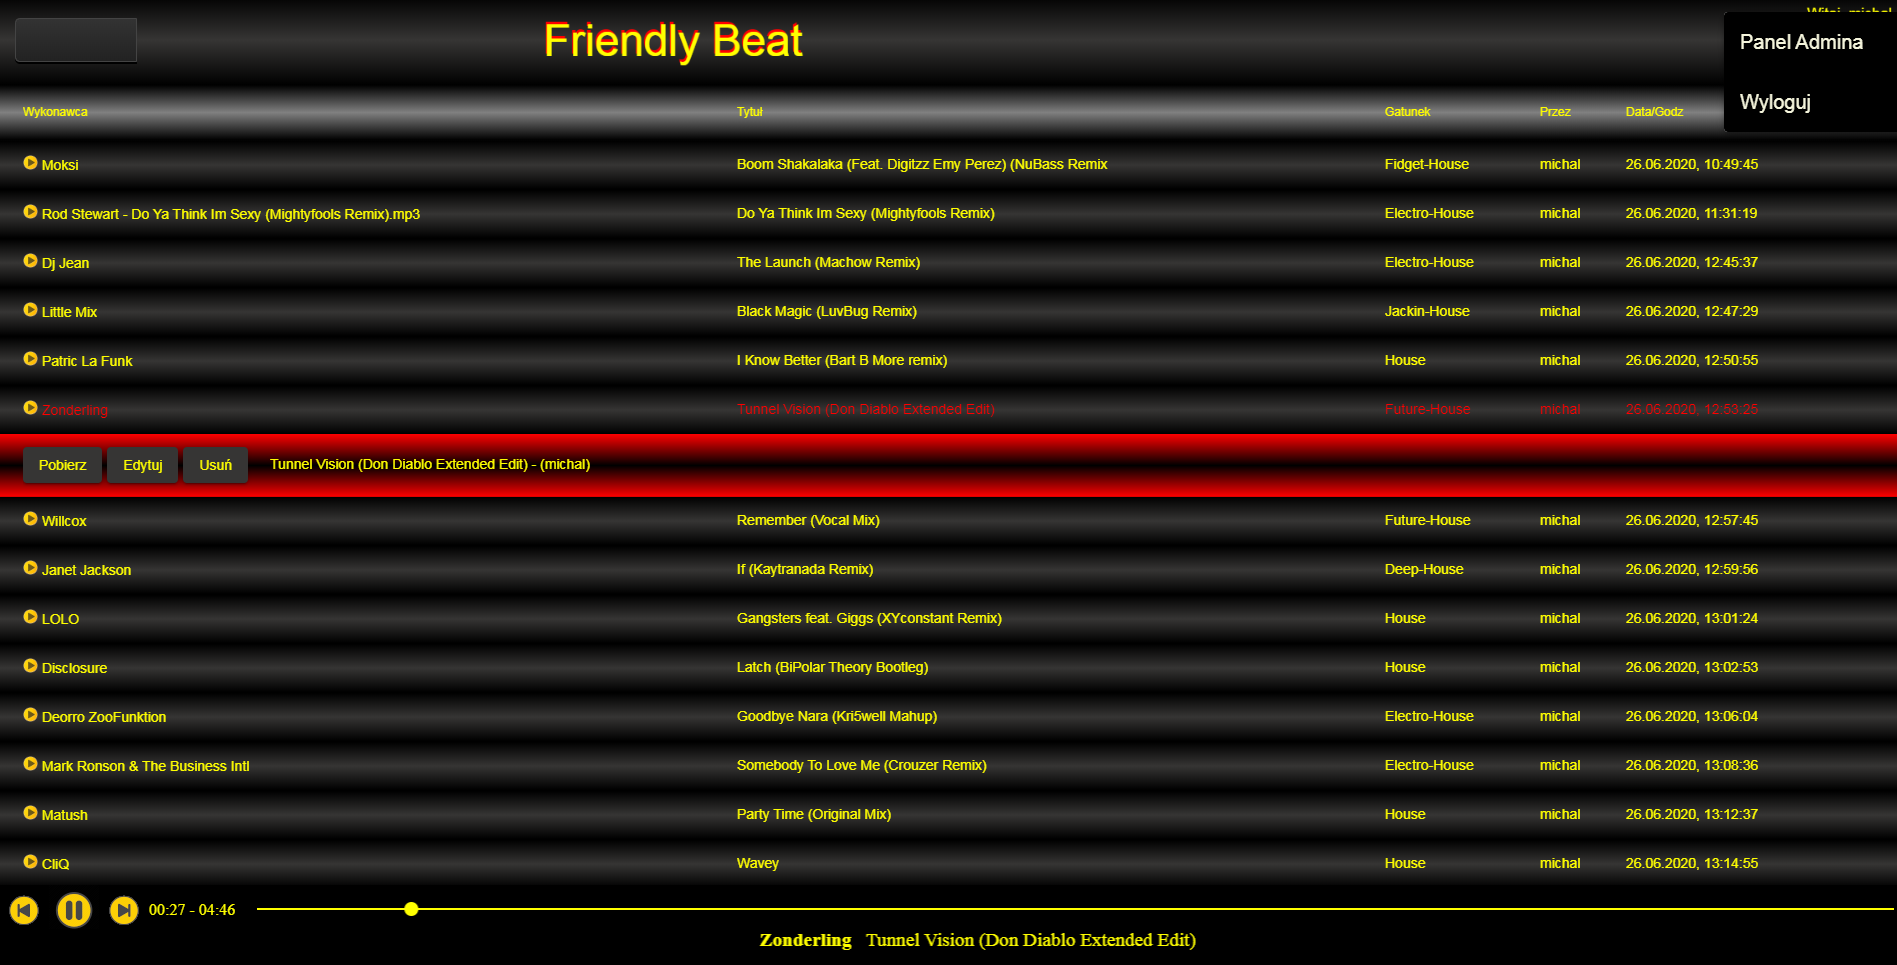 Witaj, michal
Friendly Beat
Panel Admina
Wyloguj
Wykonawca Tytuł Gatunek Przez Data/Godz
Moksi Boom Shakalaka (Feat. Digitzz Emy Perez) (NuBass Remix Fidget-House michal 26.06.2020, 10:49:45
Rod Stewart - Do Ya Think Im Sexy (Mightyfools Remix).mp3 Do Ya Think Im Sexy (Mightyfools Remix) Electro-House michal 26.06.2020, 11:31:19
Dj Jean The Launch (Machow Remix) Electro-House michal 26.06.2020, 12:45:37
Little Mix Black Magic (LuvBug Remix) Jackin-House michal 26.06.2020, 12:47:29
Patric La Funk I Know Better (Bart B More remix) House michal 26.06.2020, 12:50:55
Zonderling Tunnel Vision (Don Diablo Extended Edit) Future-House michal 26.06.2020, 12:53:25
Pobierz Edytuj Usuń Tunnel Vision (Don Diablo Extended Edit) - (michal)
Willcox Remember (Vocal Mix) Future-House michal 26.06.2020, 12:57:45
Janet Jackson If (Kaytranada Remix) Deep-House michal 26.06.2020, 12:59:56
LOLO Gangsters feat. Giggs (XYconstant Remix) House michal 26.06.2020, 13:01:24
Disclosure Latch (BiPolar Theory Bootleg) House michal 26.06.2020, 13:02:53
Deorro ZooFunktion Goodbye Nara (Kri5well Mahup) Electro-House michal 26.06.2020, 13:06:04
Mark Ronson & The Business Intl Somebody To Love Me (Crouzer Remix) Electro-House michal 26.06.2020, 13:08:36
Matush Party Time (Original Mix) House michal 26.06.2020, 13:12:37
CliQ Wavey House michal 26.06.2020, 13:14:55
00:27 - 04:46
Zonderling Tunnel Vision (Don Diablo Extended Edit)